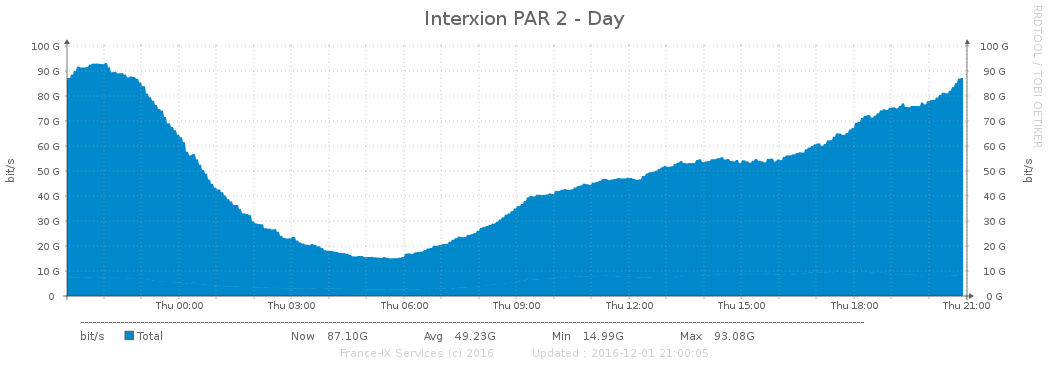 Interxion PAR 2 - Day
RRDTOOL / TOBI OETIKER
bit/s
bit/s
100 G 100 G
90 G 90 G
80 G 80 G
70 G 70 G
60 G 60 G
50 G 50 G
40 G 40 G
30 G 30 G
20 G 20 G
10 G 10 G
0 0 G
Thu 00:00 Thu 03:00 Thu 06:00 Thu 09:00 Thu 12:00 Thu 15:00 Thu 18:00 Thu 21:00
bit/s Total Now 87.10G Avg 49.23G Min 14.99G Max 93.08G
France-IX Services (c) 2016 Updated : 2016-12-01 21:00:05